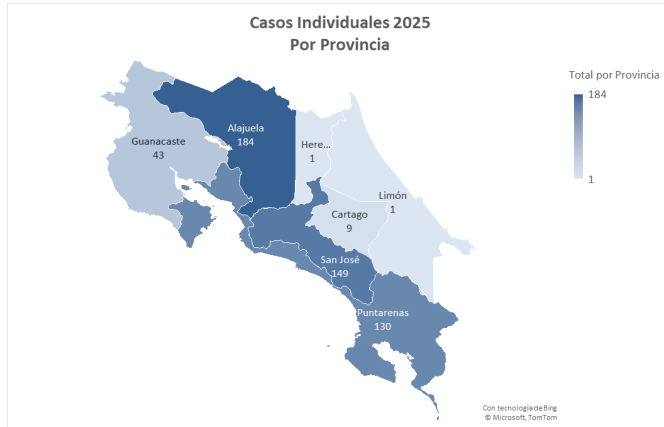 Casos Individuales 2025
Por Provincia
Total por Provincia
184
1
Guanacaste
43
Alajuela
184
Here...
1
Limón
1
Cartago
9
San José
149
Puntarenas
130
Con tecnología de Bing
© Microsoft, TomTom